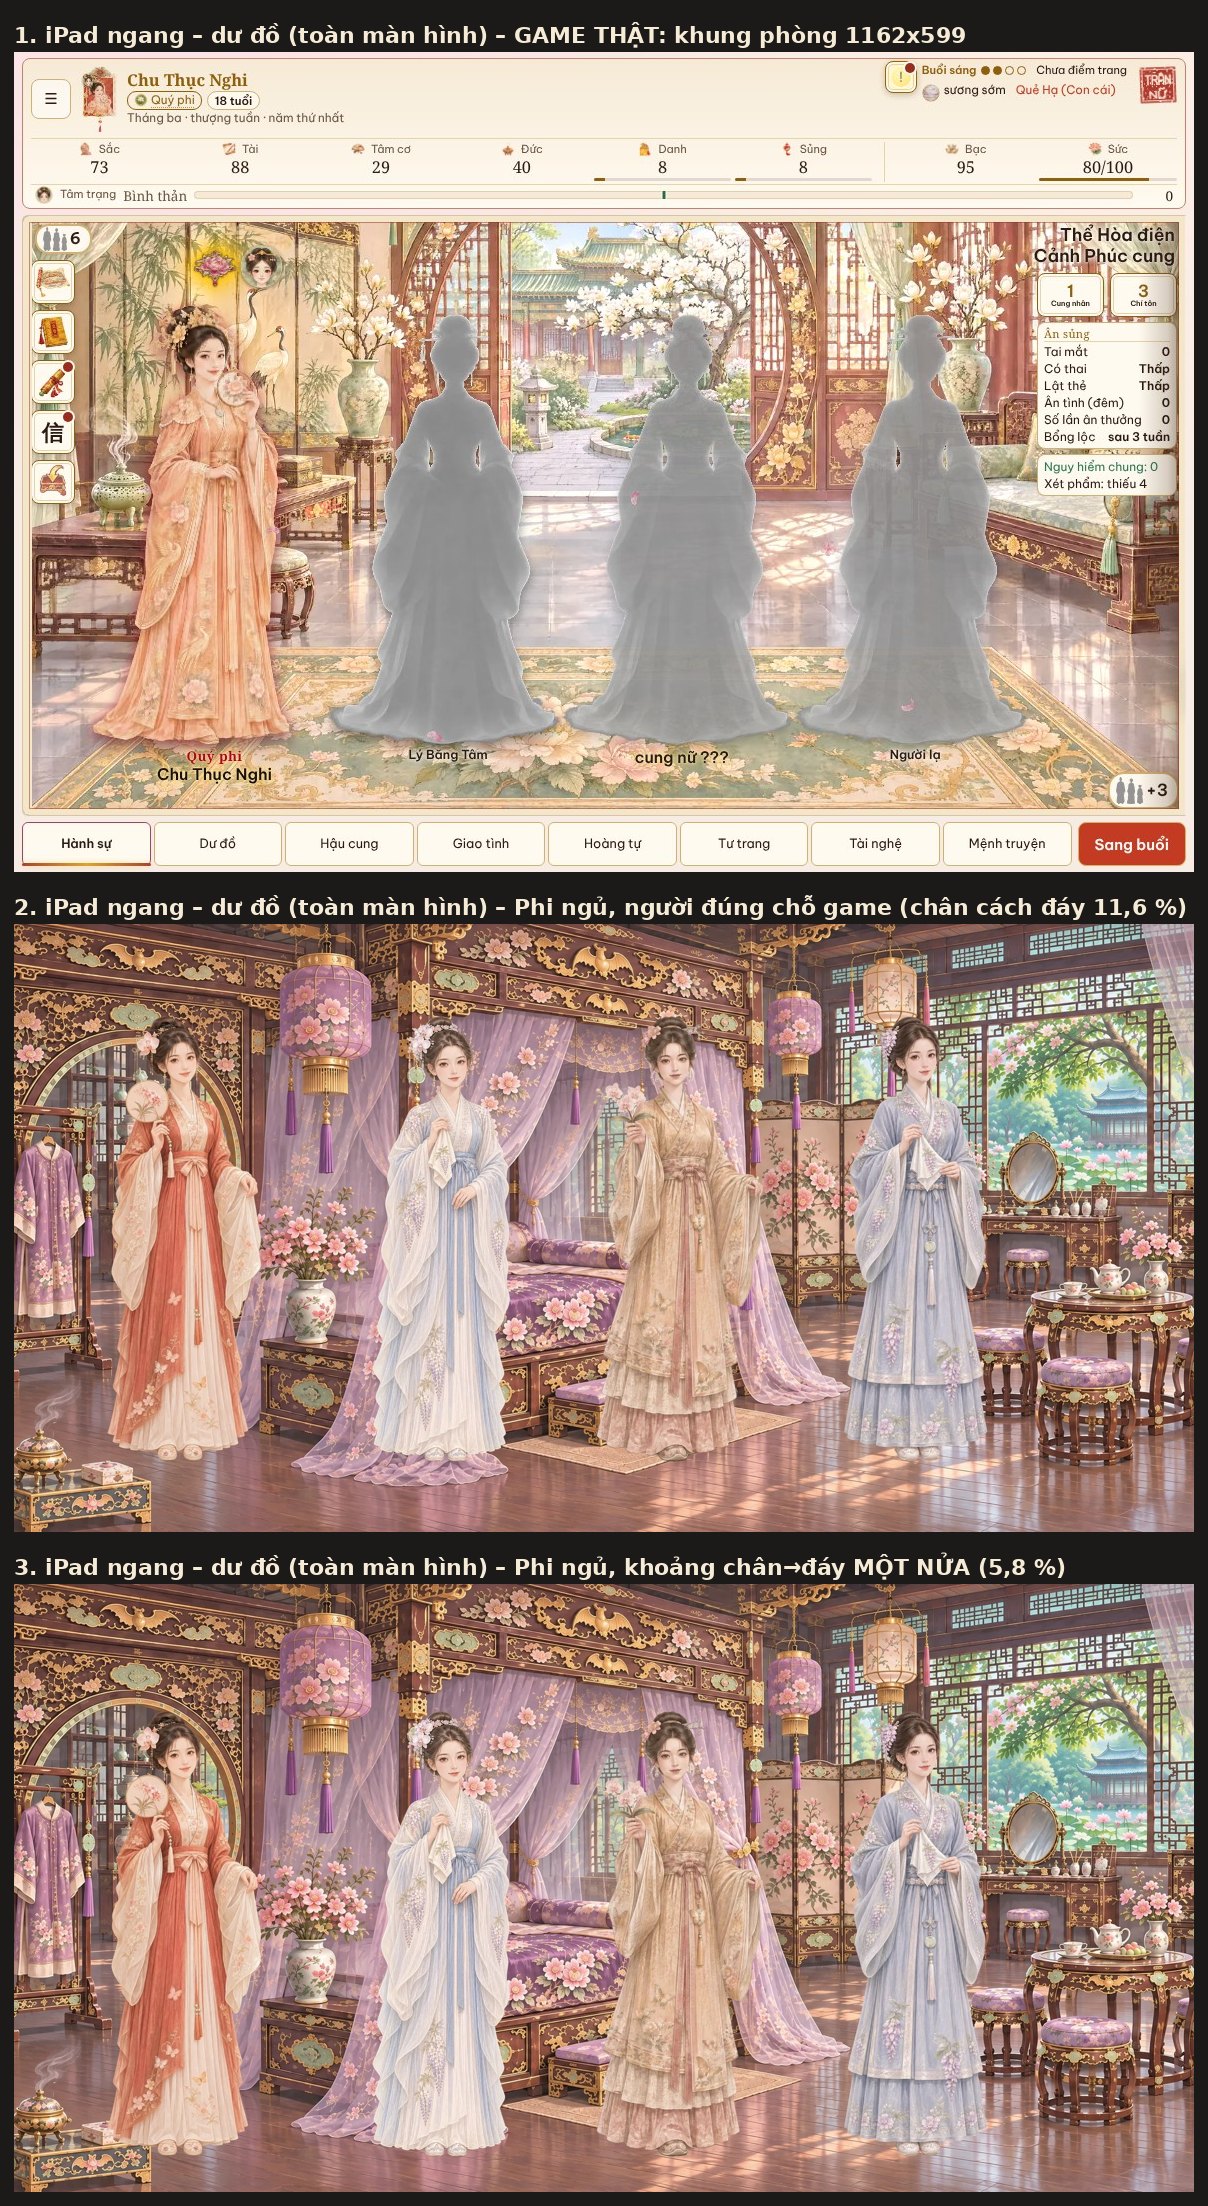 1. iPad ngang – dư đồ (toàn màn hình) – GAME THẬT: khung phòng 1162x599
☰
Chu Thục Nghi
Quý phi
18 tuổi
Tháng ba · thượng tuần · năm thứ nhất
!
Buổi sáng
Chưa điểm trang
sương sớm
Quẻ Hạ (Con cái)
TRÂN NỮ
Sắc
73
Tài
88
Tâm cơ
29
Đức
40
Danh
8
Sủng
8
Bạc
95
Sức
80/100
Tâm trạng
Bình thản
0
6
信
Thể Hòa điện
Cảnh Phúc cung
1
Cung nhân
3
Chí tôn
Ân sủng
Tai mắt 0
Có thai Thấp
Lật thẻ Thấp
Ân tình (đêm) 0
Số lần ân thưởng 0
Bổng lộc sau 3 tuần
Nguy hiểm chung: 0
Xét phẩm: thiếu 4
Quý phi
Chu Thục Nghi
Lý Băng Tâm
cung nữ ???
Người lạ
+3
Hành sự
Dư đồ
Hậu cung
Giao tình
Hoàng tự
Tư trang
Tài nghệ
Mệnh truyện
Sang buổi
2. iPad ngang – dư đồ (toàn màn hình) – Phi ngủ, người đúng chỗ game (chân cách đáy 11,6 %)
3. iPad ngang – dư đồ (toàn màn hình) – Phi ngủ, khoảng chân→đáy MỘT NỬA (5,8 %)